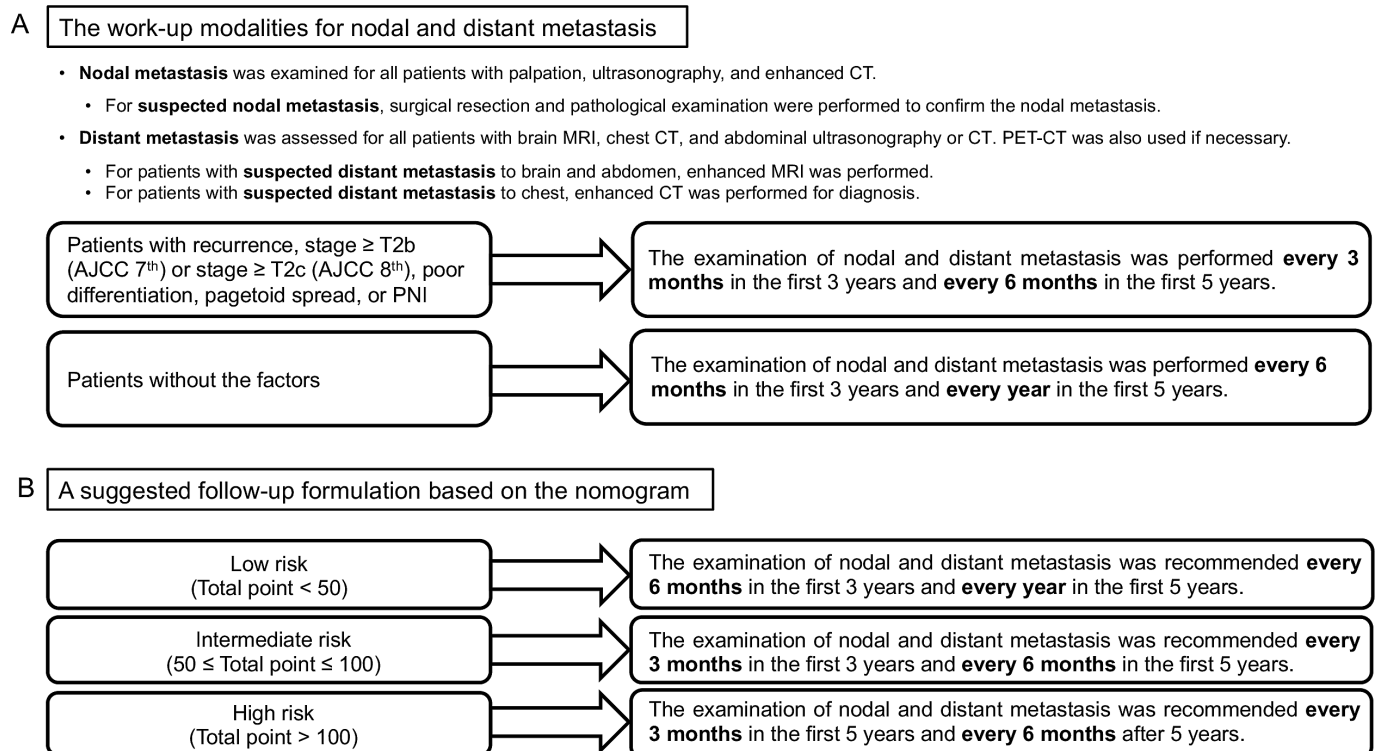 A
The work-up modalities for nodal and distant metastasis
• Nodal metastasis was examined for all patients with palpation, ultrasonography, and enhanced CT.
• For suspected nodal metastasis, surgical resection and pathological examination were performed to confirm the nodal metastasis.
• Distant metastasis was assessed for all patients with brain MRI, chest CT, and abdominal ultrasonography or CT. PET-CT was also used if necessary.
• For patients with suspected distant metastasis to brain and abdomen, enhanced MRI was performed.
• For patients with suspected distant metastasis to chest, enhanced CT was performed for diagnosis.
Patients with recurrence, stage ≥ T2b
(AJCC 7th) or stage ≥ T2c (AJCC 8th), poor
differentiation, pagetoid spread, or PNI
The examination of nodal and distant metastasis was performed every 3
months in the first 3 years and every 6 months in the first 5 years.
Patients without the factors
The examination of nodal and distant metastasis was performed every 6
months in the first 3 years and every year in the first 5 years.
B
A suggested follow-up formulation based on the nomogram
Low risk
(Total point < 50)
The examination of nodal and distant metastasis was recommended every
6 months in the first 3 years and every year in the first 5 years.
Intermediate risk
(50 ≤ Total point ≤ 100)
The examination of nodal and distant metastasis was recommended every
3 months in the first 3 years and every 6 months in the first 5 years.
High risk
(Total point > 100)
The examination of nodal and distant metastasis was recommended every
3 months in the first 5 years and every 6 months after 5 years.